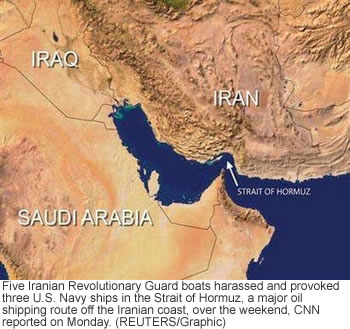 IRAQ
IRAN
STRAIT OF HORMUZ
SAUDI ARABIA
Five Iranian Revolutionary Guard boats harassed and provoked
three U.S. Navy ships in the Strait of Hormuz, a major oil
shipping route off the Iranian coast, over the weekend, CNN
reported on Monday. (REUTERS/Graphic)